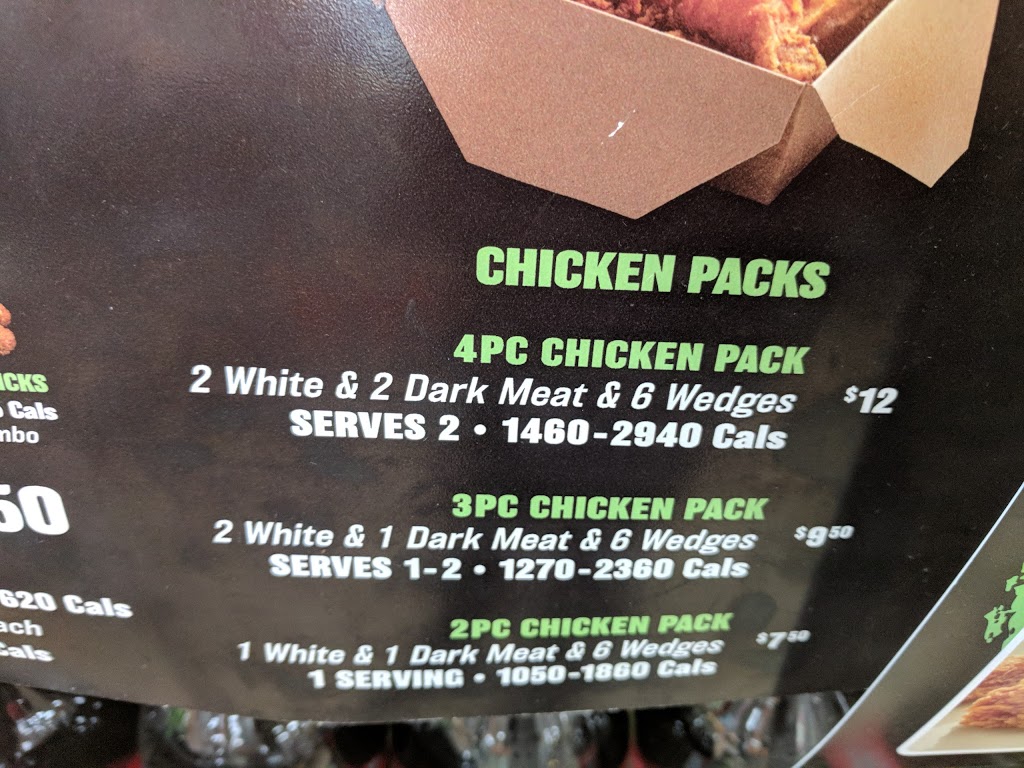 CHICKEN PACKS
4PC CHICKEN PACK
2 White & 2 Dark Meat & 6 Wedges $12
SERVES 2 • 1460-2940 Cals
3PC CHICKEN PACK
2 White & 1 Dark Meat & 6 Wedges $9.50
SERVES 1-2 • 1270-2360 Cals
2PC CHICKEN PACK
1 White & 1 Dark Meat & 6 Wedges $7.50
1 SERVING • 1050-1860 Cals
Cals
50
620 Cals
Cals